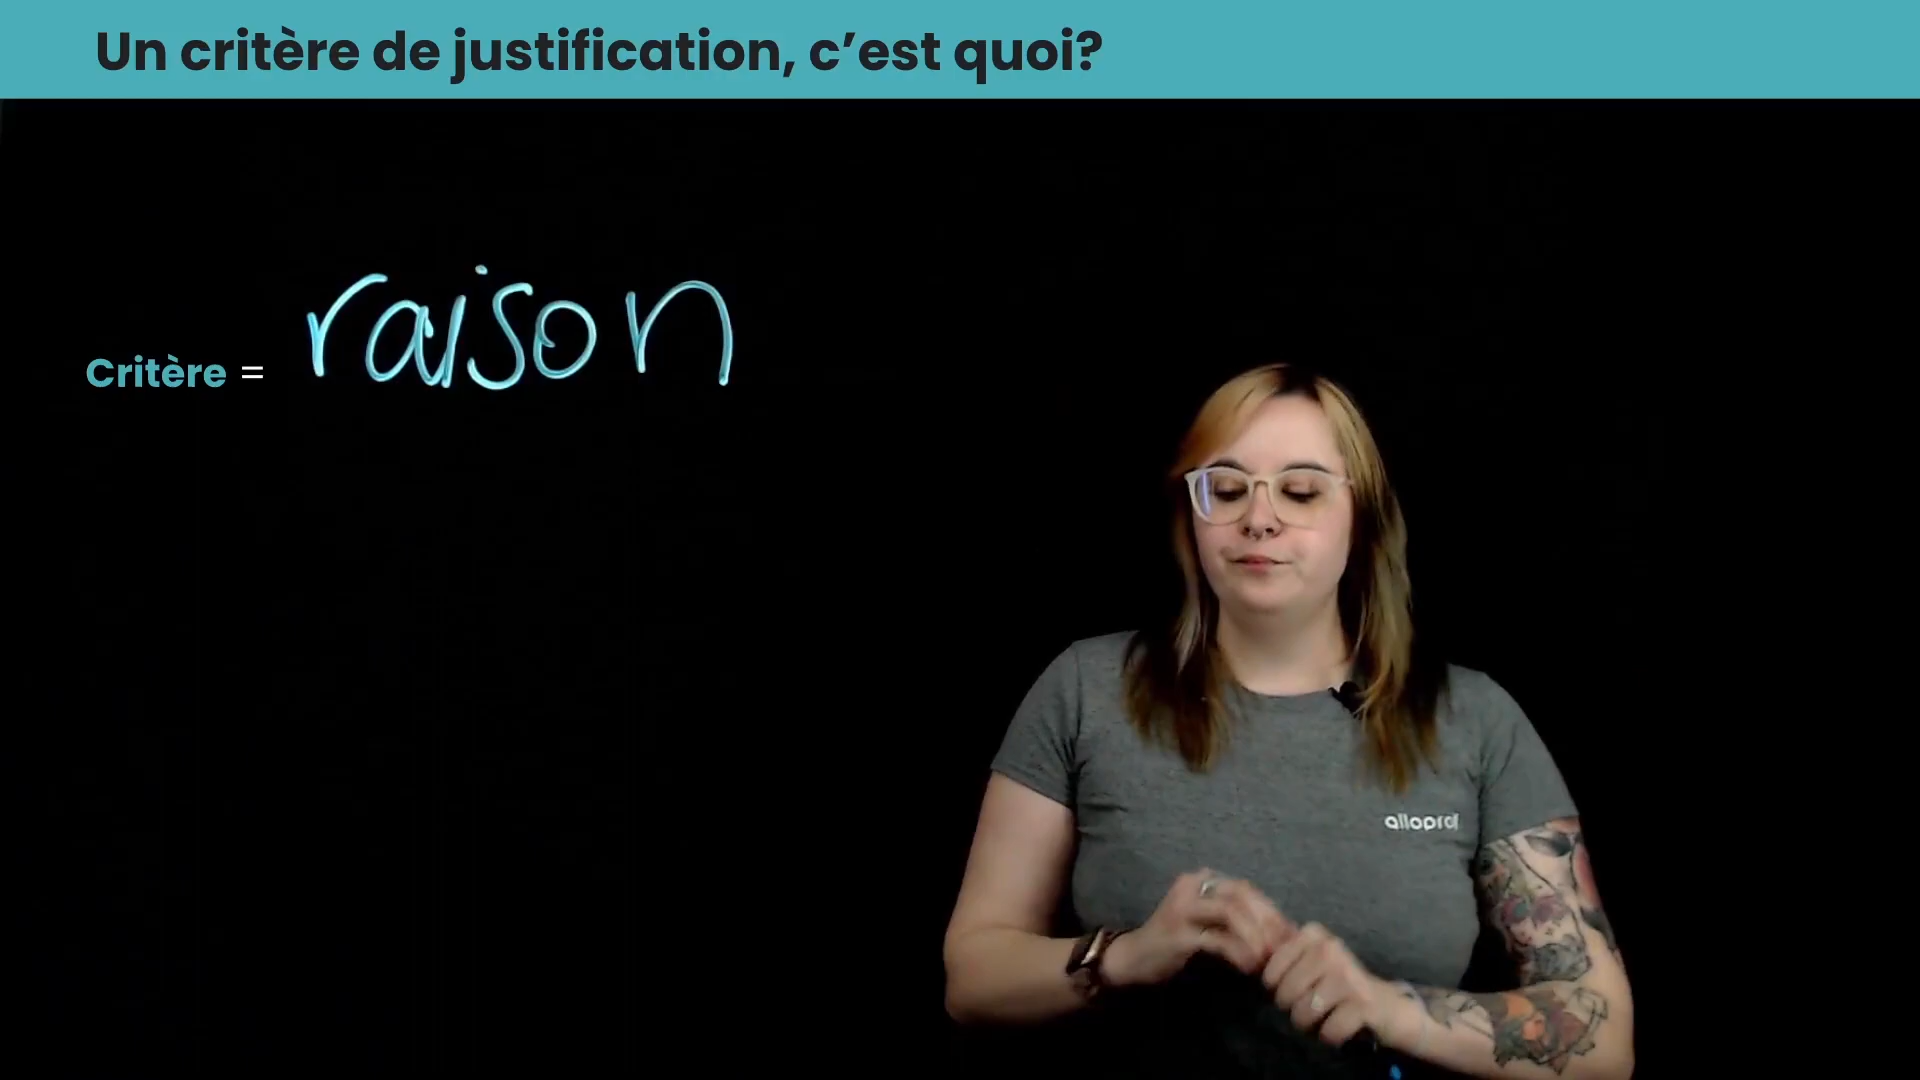 Un critère de justification, c’est quoi?
raison
Critère =
alloprof